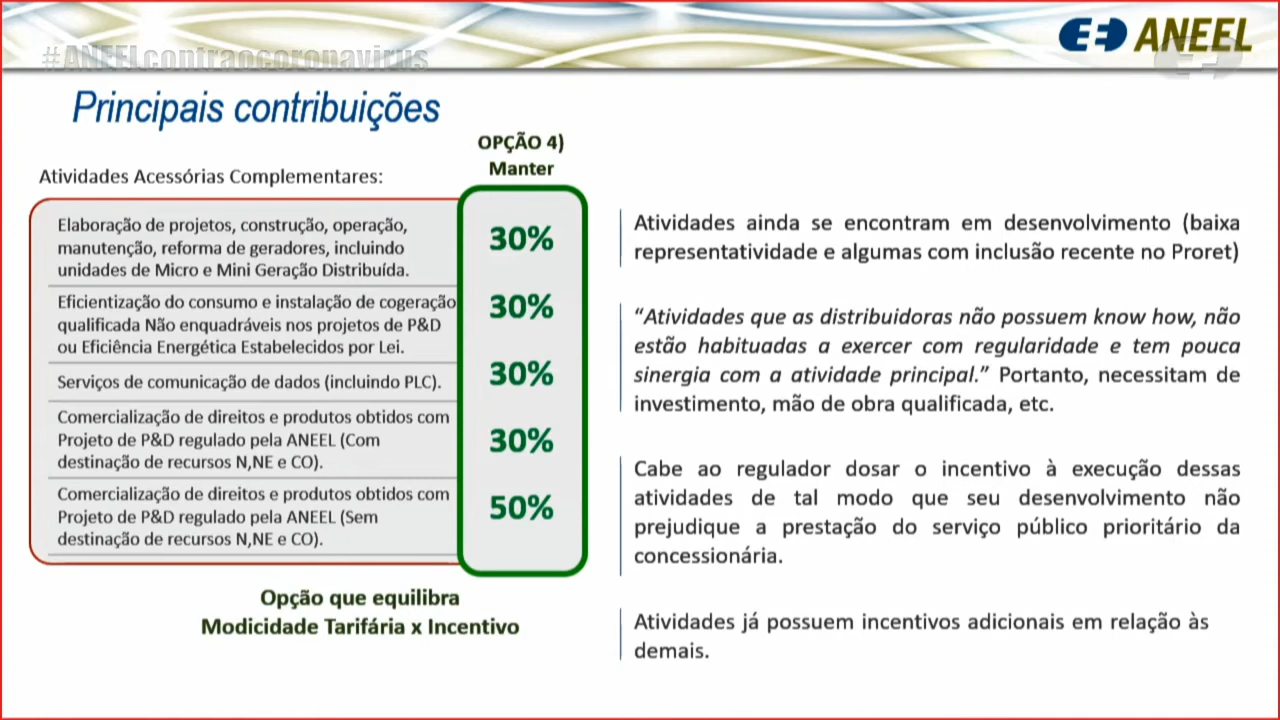 #ANEELcontraocoronavirus
ANEEL
Principais contribuições
OPÇÃO 4)
Manter
Atividades Acessórias Complementares:
Elaboração de projetos, construção, operação,
manutenção, reforma de geradores, incluindo
unidades de Micro e Mini Geração Distribuída.
30%
Eficientização do consumo e instalação de cogeração
qualificada Não enquadráveis nos projetos de P&D
ou Eficiência Energética Estabelecidos por Lei.
30%
Serviços de comunicação de dados (incluindo PLC).
30%
Comercialização de direitos e produtos obtidos com
Projeto de P&D regulado pela ANEEL (Com
destinação de recursos N,NE e CO).
30%
Comercialização de direitos e produtos obtidos com
Projeto de P&D regulado pela ANEEL (Sem
destinação de recursos N,NE e CO).
50%
Opção que equilibra
Modicidade Tarifária x Incentivo
Atividades ainda se encontram em desenvolvimento (baixa
representatividade e algumas com inclusão recente no Proret)
“Atividades que as distribuidoras não possuem know how, não
estão habituadas a exercer com regularidade e tem pouca
sinergia com a atividade principal.” Portanto, necessitam de
investimento, mão de obra qualificada, etc.
Cabe ao regulador dosar o incentivo à execução dessas
atividades de tal modo que seu desenvolvimento não
prejudique a prestação do serviço público prioritário da
concessionária.
Atividades já possuem incentivos adicionais em relação às
demais.